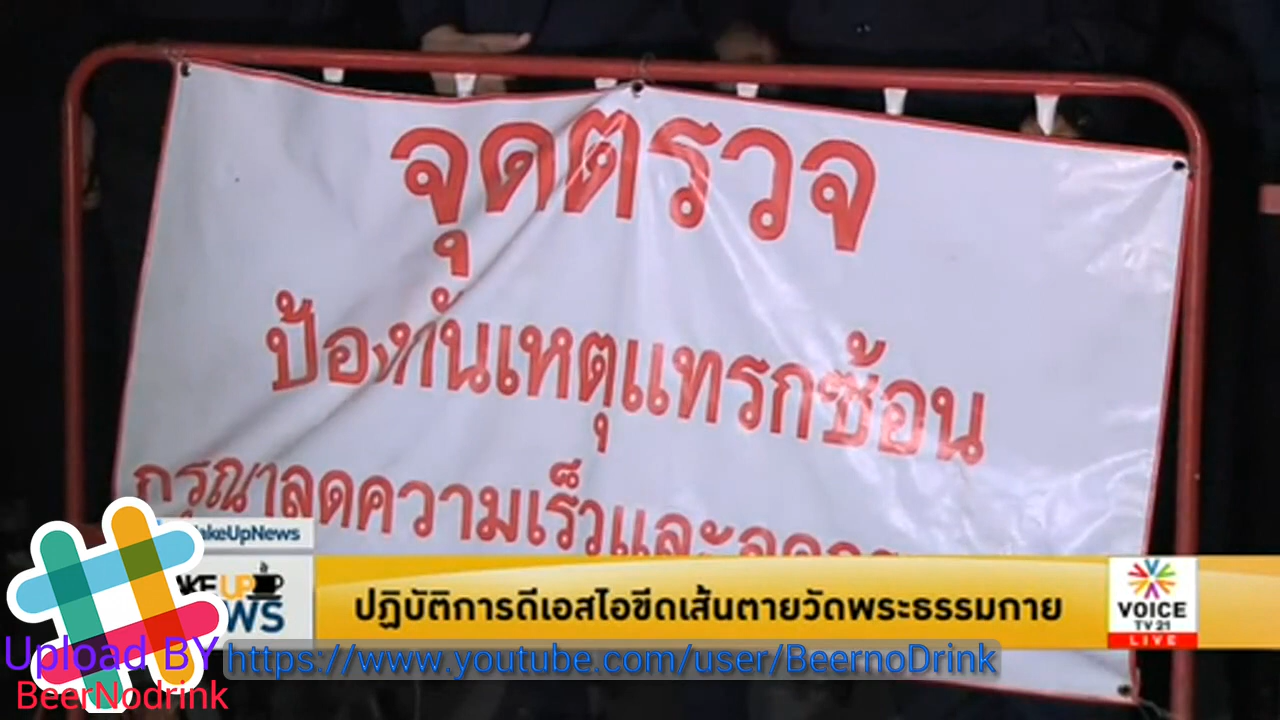 จุดตรวจ
ป้องกันเหตุแทรกซ้อน
กรุณาลดความเร็วและ
WakeUpNews
WAKE UP
NEWS
ปฏิบัติการดีเอสไอขีดเส้นตายวัดพระธรรมกาย
VOICE
TV 21
LIVE
Upload BY https://www.youtube.com/user/BeernoDrink
BeerNodrink